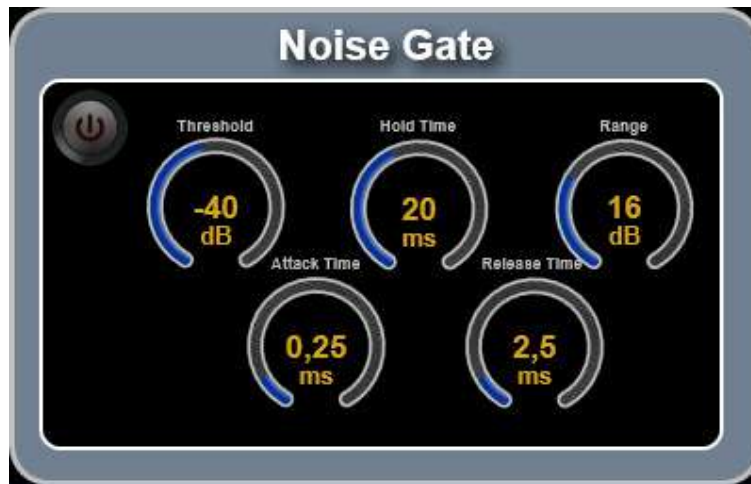 Noise Gate
Threshold
Hold Time
Range
-40
dB
20
ms
16
dB
Attack Time
Release Time
0,25
ms
2,5
ms